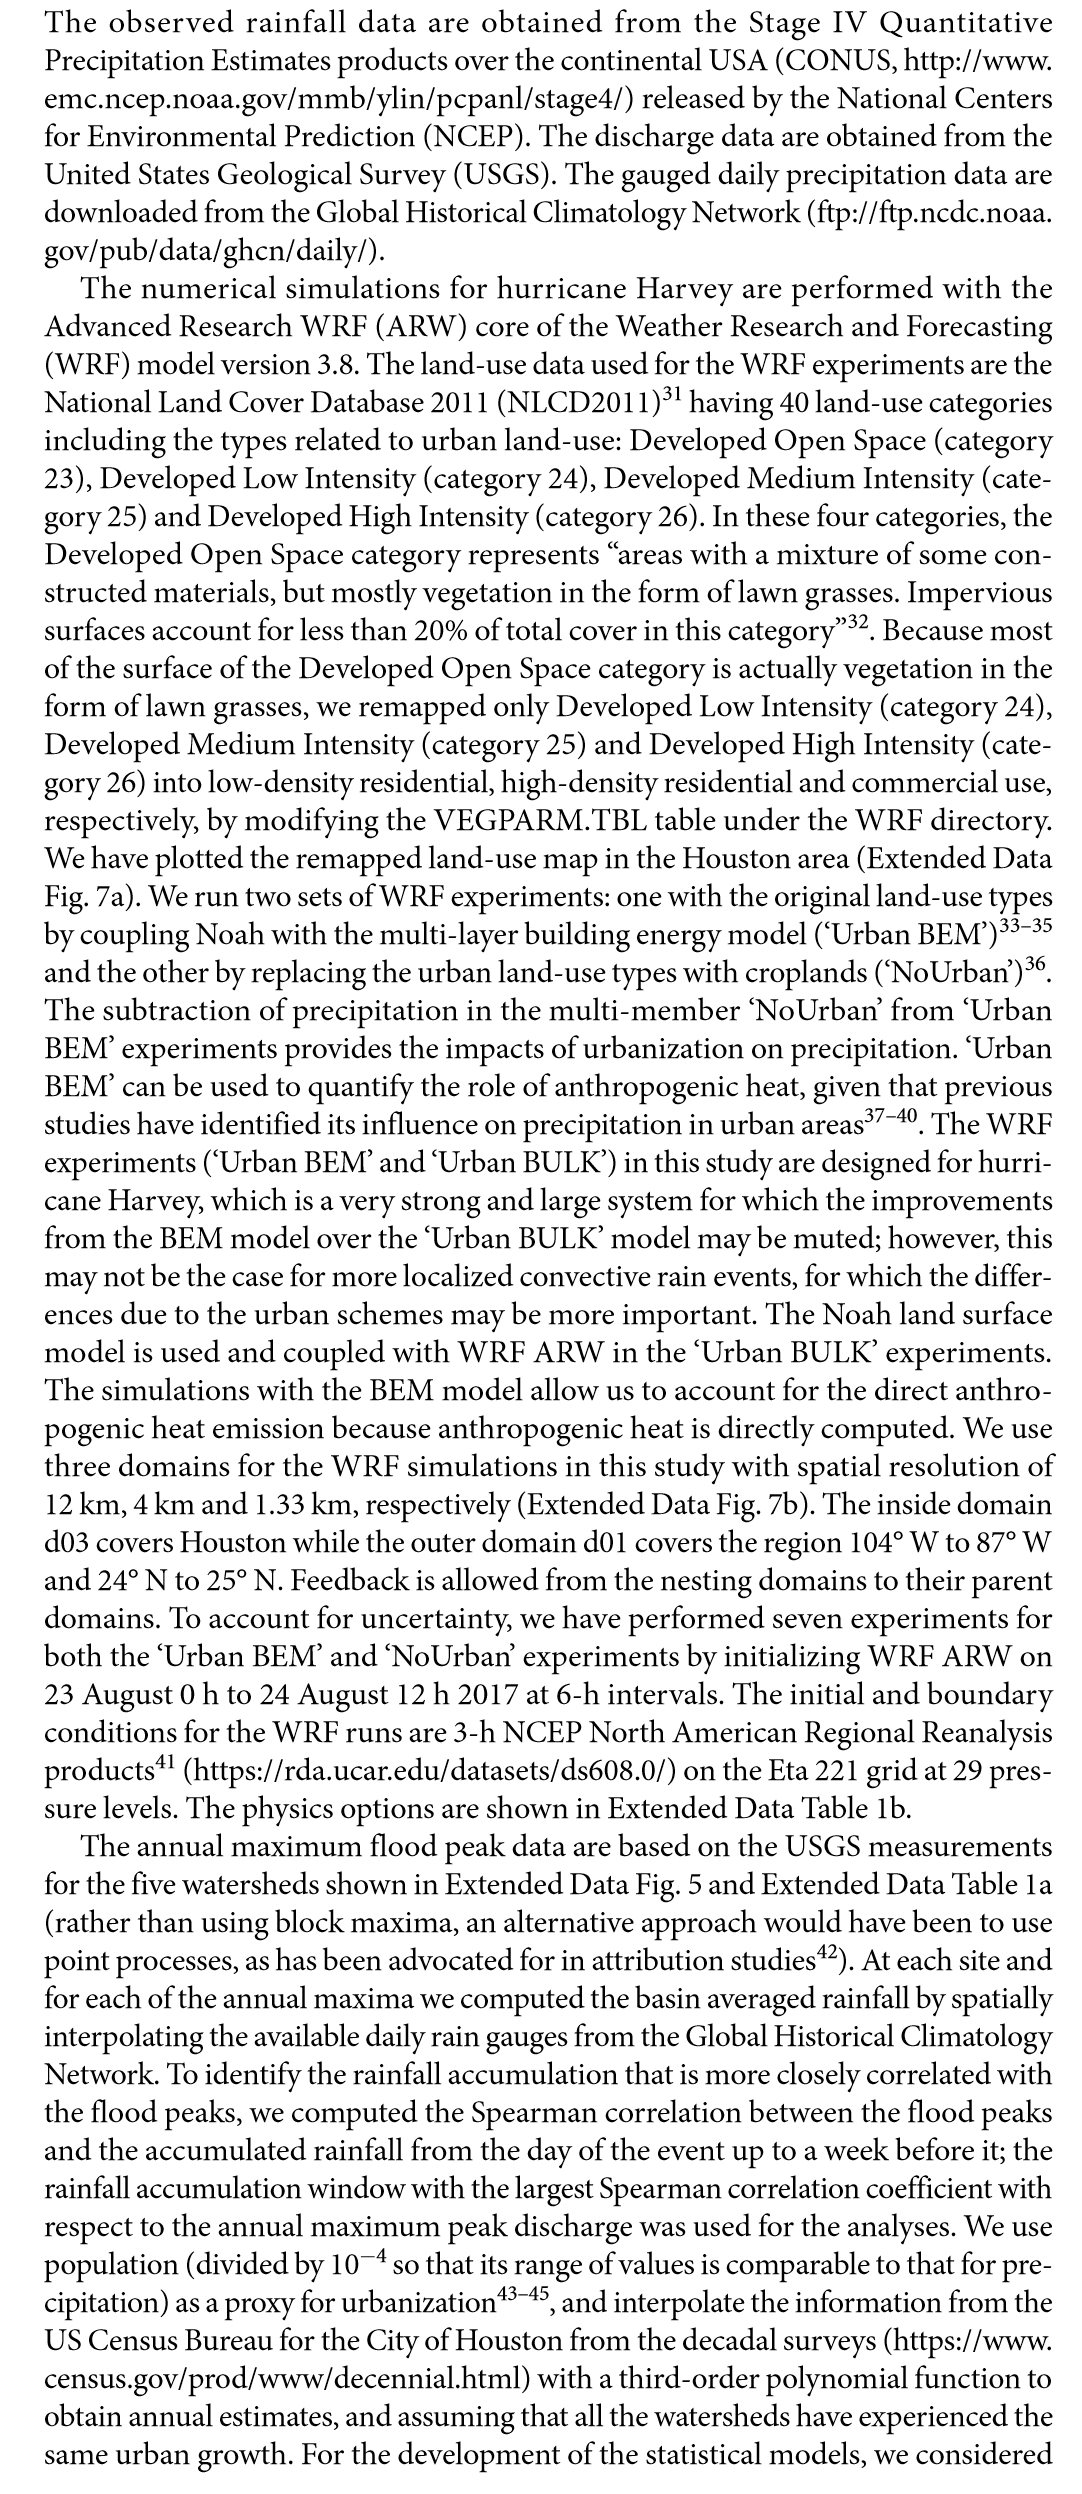 The observed rainfall data are obtained from the Stage IV Quantitative
Precipitation Estimates products over the continental USA (CONUS, http://www.
emc.ncep.noaa.gov/mmb/ylin/pcpanl/stage4/) released by the National Centers
for Environmental Prediction (NCEP). The discharge data are obtained from the
United States Geological Survey (USGS). The gauged daily precipitation data are
downloaded from the Global Historical Climatology Network (ftp://ftp.ncdc.noaa.
gov/pub/data/ghcn/daily/).
The numerical simulations for hurricane Harvey are performed with the
Advanced Research WRF (ARW) core of the Weather Research and Forecasting
(WRF) model version 3.8. The land-use data used for the WRF experiments are the
National Land Cover Database 2011 (NLCD2011)³¹ having 40 land-use categories
including the types related to urban land-use: Developed Open Space (category
23), Developed Low Intensity (category 24), Developed Medium Intensity (cate-
gory 25) and Developed High Intensity (category 26). In these four categories, the
Developed Open Space category represents “areas with a mixture of some con-
structed materials, but mostly vegetation in the form of lawn grasses. Impervious
surfaces account for less than 20% of total cover in this category”³². Because most
of the surface of the Developed Open Space category is actually vegetation in the
form of lawn grasses, we remapped only Developed Low Intensity (category 24),
Developed Medium Intensity (category 25) and Developed High Intensity (cate-
gory 26) into low-density residential, high-density residential and commercial use,
respectively, by modifying the VEGPARM.TBL table under the WRF directory.
We have plotted the remapped land-use map in the Houston area (Extended Data
Fig. 7a). We run two sets of WRF experiments: one with the original land-use types
by coupling Noah with the multi-layer building energy model (‘Urban BEM’)³³⁻³⁵
and the other by replacing the urban land-use types with croplands (‘NoUrban’)³⁶.
The subtraction of precipitation in the multi-member ‘NoUrban’ from ‘Urban
BEM’ experiments provides the impacts of urbanization on precipitation. ‘Urban
BEM’ can be used to quantify the role of anthropogenic heat, given that previous
studies have identified its influence on precipitation in urban areas³⁷⁻⁴⁰. The WRF
experiments (‘Urban BEM’ and ‘Urban BULK’) in this study are designed for hurri-
cane Harvey, which is a very strong and large system for which the improvements
from the BEM model over the ‘Urban BULK’ model may be muted; however, this
may not be the case for more localized convective rain events, for which the differ-
ences due to the urban schemes may be more important. The Noah land surface
model is used and coupled with WRF ARW in the ‘Urban BULK’ experiments.
The simulations with the BEM model allow us to account for the direct anthro-
pogenic heat emission because anthropogenic heat is directly computed. We use
three domains for the WRF simulations in this study with spatial resolution of
12 km, 4 km and 1.33 km, respectively (Extended Data Fig. 7b). The inside domain
d03 covers Houston while the outer domain d01 covers the region 104° W to 87° W
and 24° N to 25° N. Feedback is allowed from the nesting domains to their parent
domains. To account for uncertainty, we have performed seven experiments for
both the ‘Urban BEM’ and ‘NoUrban’ experiments by initializing WRF ARW on
23 August 0 h to 24 August 12 h 2017 at 6-h intervals. The initial and boundary
conditions for the WRF runs are 3-h NCEP North American Regional Reanalysis
products⁴¹ (https://rda.ucar.edu/datasets/ds608.0/) on the Eta 221 grid at 29 pres-
sure levels. The physics options are shown in Extended Data Table 1b.
The annual maximum flood peak data are based on the USGS measurements
for the five watersheds shown in Extended Data Fig. 5 and Extended Data Table 1a
(rather than using block maxima, an alternative approach would have been to use
point processes, as has been advocated for in attribution studies⁴²). At each site and
for each of the annual maxima we computed the basin averaged rainfall by spatially
interpolating the available daily rain gauges from the Global Historical Climatology
Network. To identify the rainfall accumulation that is more closely correlated with
the flood peaks, we computed the Spearman correlation between the flood peaks
and the accumulated rainfall from the day of the event up to a week before it; the
rainfall accumulation window with the largest Spearman correlation coefficient with
respect to the annual maximum peak discharge was used for the analyses. We use
population (divided by 10⁻⁴ so that its range of values is comparable to that for pre-
cipitation) as a proxy for urbanization⁴³⁻⁴⁵, and interpolate the information from the
US Census Bureau for the City of Houston from the decadal surveys (https://www.
census.gov/prod/www/decennial.html) with a third-order polynomial function to
obtain annual estimates, and assuming that all the watersheds have experienced the
same urban growth. For the development of the statistical models, we considered